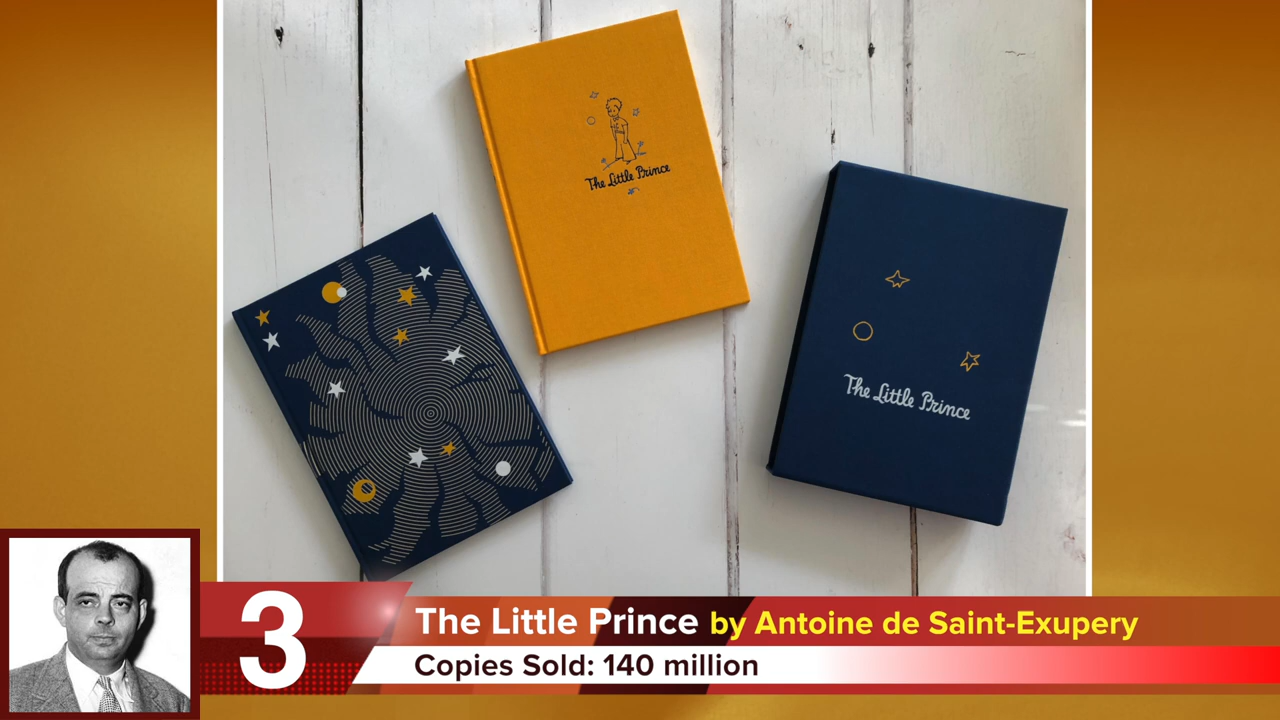 The Little Prince
The Little Prince
3
The Little Prince by Antoine de Saint-Exupery
Copies Sold: 140 million